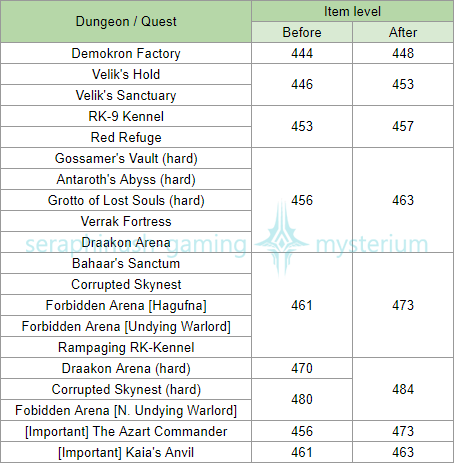 Dungeon / Quest Item level
Before After
Demokron Factory 444 448
Velik's Hold 446 453
Velik's Sanctuary
RK-9 Kennel 453 457
Red Refuge
Gossamer's Vault (hard) 456 463
Antaroth's Abyss (hard)
Grotto of Lost Souls (hard)
Verrak Fortress
Draakon Arena
seraphinush-gaming mysterium
Bahaar's Sanctum 461 473
Corrupted Skynest
Forbidden Arena [Hagufna]
Forbidden Arena [Undying Warlord]
Rampaging RK-Kennel
Draakon Arena (hard) 470 484
Corrupted Skynest (hard) 480
Fobidden Arena [N. Undying Warlord]
[Important] The Azart Commander 456 473
[Important] Kaia's Anvil 461 463